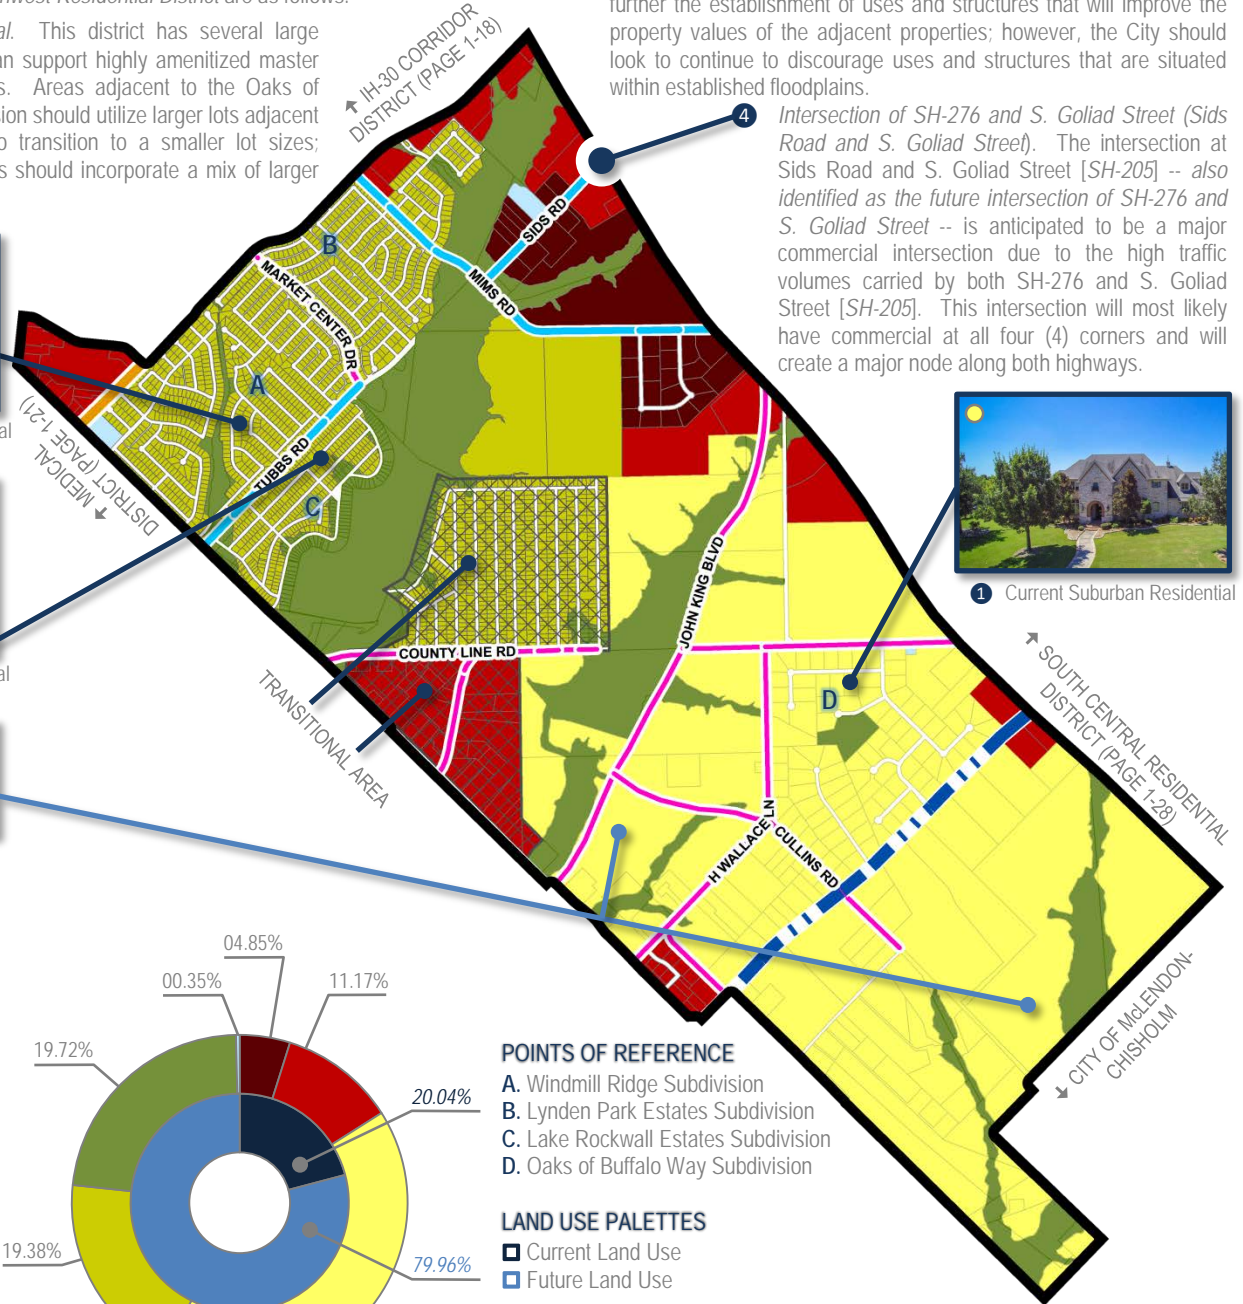 nwest Residential District are as follows:
al. This district has several large
an support highly amenitized master
s. Areas adjacent to the Oaks of
sion should utilize larger lots adjacent
o transition to a smaller lot sizes;
s should incorporate a mix of larger
further the establishment of uses and structures that will improve the
property values of the adjacent properties; however, the City should
look to continue to discourage uses and structures that are situated
within established floodplains.
4
Intersection of SH-276 and S. Goliad Street (Sids
Road and S. Goliad Street). The intersection at
Sids Road and S. Goliad Street [SH-205] -- also
identified as the future intersection of SH-276 and
S. Goliad Street -- is anticipated to be a major
commercial intersection due to the high traffic
volumes carried by both SH-276 and S. Goliad
Street [SH-205]. This intersection will most likely
have commercial at all four (4) corners and will
create a major node along both highways.
IH-30 CORRIDOR
DISTRICT (PAGE 1-18)
4
SIDS RD
B
MARKET CENTER DR
MIMS RD
A
al
MEDICAL
DISTRICT (PAGE 1-21)
TUBBS RD
C
1 Current Suburban Residential
JOHN KING BLVD
COUNTY LINE RD
al
TRANSITIONAL AREA
D
SOUTH CENTRAL RESIDENTIAL
DISTRICT (PAGE 1-28)
H WALLACE LN
CULLINS RD
CITY OF McLENDON-
CHISHOLM
04.85%
00.35%
11.17%
19.72%
20.04%
19.38%
79.96%
POINTS OF REFERENCE
A. Windmill Ridge Subdivision
B. Lynden Park Estates Subdivision
C. Lake Rockwall Estates Subdivision
D. Oaks of Buffalo Way Subdivision
LAND USE PALETTES
Current Land Use
Future Land Use